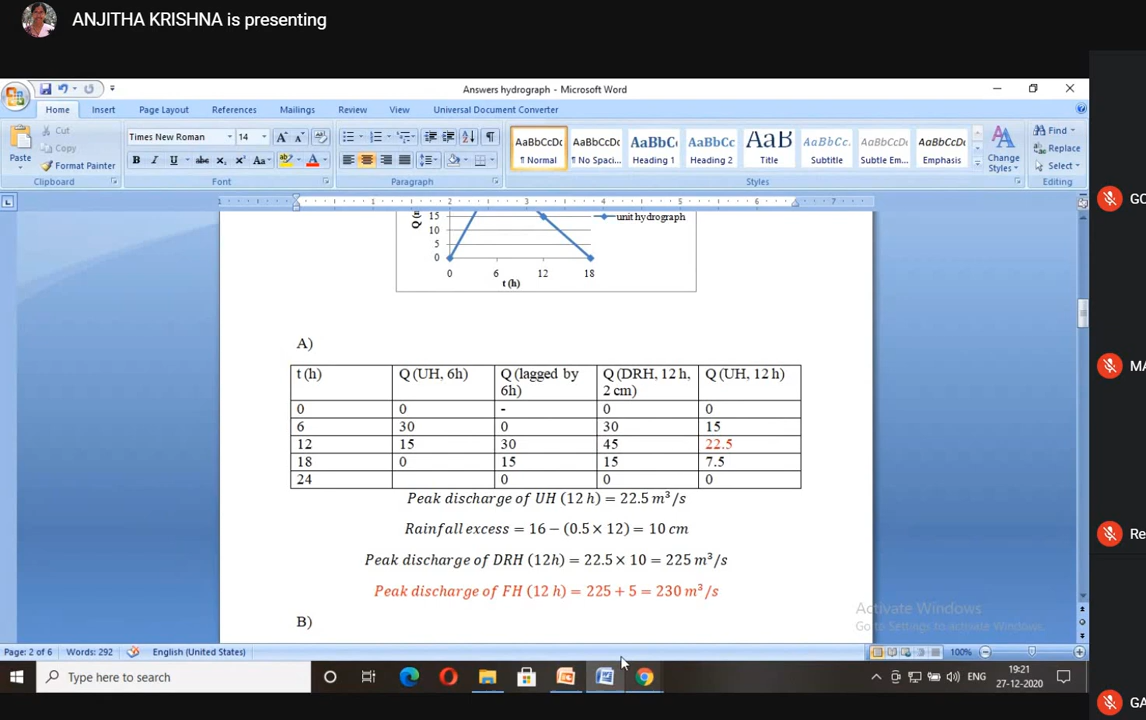 ANJITHA KRISHNA is presenting
Answers hydrograph - Microsoft Word
Home Insert Page Layout References Mailings Review View Universal Document Converter
Paste
Cut
Copy
Format Painter
Clipboard
Times New Roman 14
Font
Paragraph
AaBbCcDc AaBbCcDc AaBbC AaBbCc AaB AaBbCc. AaBbCcDc AaBbCcDc
¶ Normal ¶ No Spaci... Heading 1 Heading 2 Title Subtitle Subtle Em... Emphasis
Change Styles
Styles
Find
Replace
Select
Editing
15
10
5
0
0 6 12 18
t (h)
unit hydrograph
A)
t (h) Q (UH, 6h) Q (lagged by 6h) Q (DRH, 12 h, 2 cm) Q (UH, 12 h)
0 0 - 0 0
6 30 0 30 15
12 15 30 45 22.5
18 0 15 15 7.5
24 0 0 0
Peak discharge of UH (12 h) = 22.5 m³/s
Rainfall excess = 16 − (0.5 × 12) = 10 cm
Peak discharge of DRH (12h) = 22.5 × 10 = 225 m³/s
Peak discharge of FH (12 h) = 225 + 5 = 230 m³/s
B)
Activate Windows
Go to Settings to activate Windows.
Page: 2 of 6 Words: 292 English (United States) 100%
Type here to search
ENG
19:21
27-12-2020
GO
MA
Re
GA